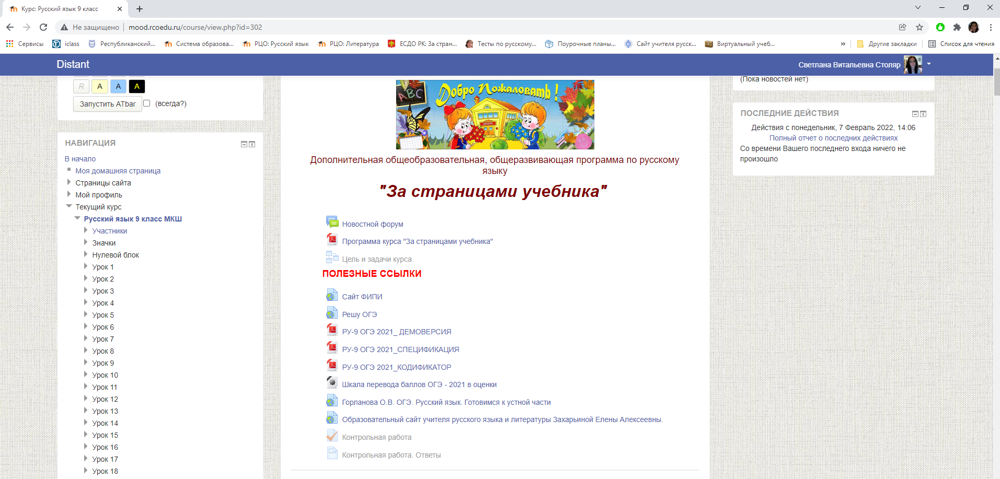 Курс: Русский язык 9 класс
Не защищено
mood.rcoedu.ru/course/view.php?id=302
Сервисы
iclass
Республиканский...
Система образова...
РЦО: Русский язык
РЦО: Литература
ЕСДО РК: За стран...
Тесты по русскому...
Поурочные планы...
Сайт учителя русск...
Виртуальный учеб...
»
Другие закладки
Список для чтения
Distant
Светлана Витальевна Столяр
R A A A
Запустить ATbar (всегда?)
НАВИГАЦИЯ
В начало
Моя домашняя страница
Страницы сайта
Мой профиль
Текущий курс
Русский язык 9 класс МКШ
Участники
Значки
Нулевой блок
Урок 1
Урок 2
Урок 3
Урок 4
Урок 5
Урок 6
Урок 7
Урок 8
Урок 9
Урок 10
Урок 11
Урок 12
Урок 13
Урок 14
Урок 15
Урок 16
Урок 17
Урок 18
ABC
Добро Пожаловать!
ШКОЛА
Дополнительная общеобразовательная, общеразвивающая программа по русскому
языку
"За страницами учебника"
Новостной форум
Программа курса "За страницами учебника"
Цель и задачи курса
ПОЛЕЗНЫЕ ССЫЛКИ
Сайт ФИПИ
Решу ОГЭ
РУ-9 ОГЭ 2021_ ДЕМОВЕРСИЯ
РУ-9 ОГЭ 2021_СПЕЦИФИКАЦИЯ
РУ-9 ОГЭ 2021_КОДИФИКАТОР
Шкала перевода баллов ОГЭ - 2021 в оценки
Горланова О.В. ОГЭ. Русский язык. Готовимся к устной части
Образовательный сайт учителя русского языка и литературы Захарьиной Елены Алексеевны.
Контрольная работа
Контрольная работа. Ответы
(Пока новостей нет)
ПОСЛЕДНИЕ ДЕЙСТВИЯ
Действия с понедельник, 7 Февраль 2022, 14:06
Полный отчет о последних действиях
Со времени Вашего последнего входа ничего не
произошло